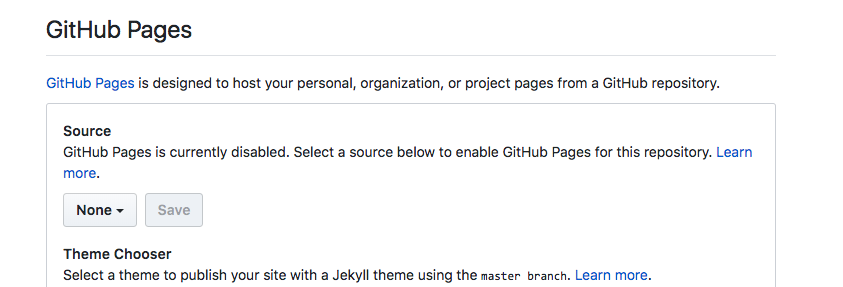 GitHub Pages
GitHub Pages is designed to host your personal, organization, or project pages from a GitHub repository.
Source
GitHub Pages is currently disabled. Select a source below to enable GitHub Pages for this repository. Learn
more.
None Save
Theme Chooser
Select a theme to publish your site with a Jekyll theme using the master branch. Learn more.